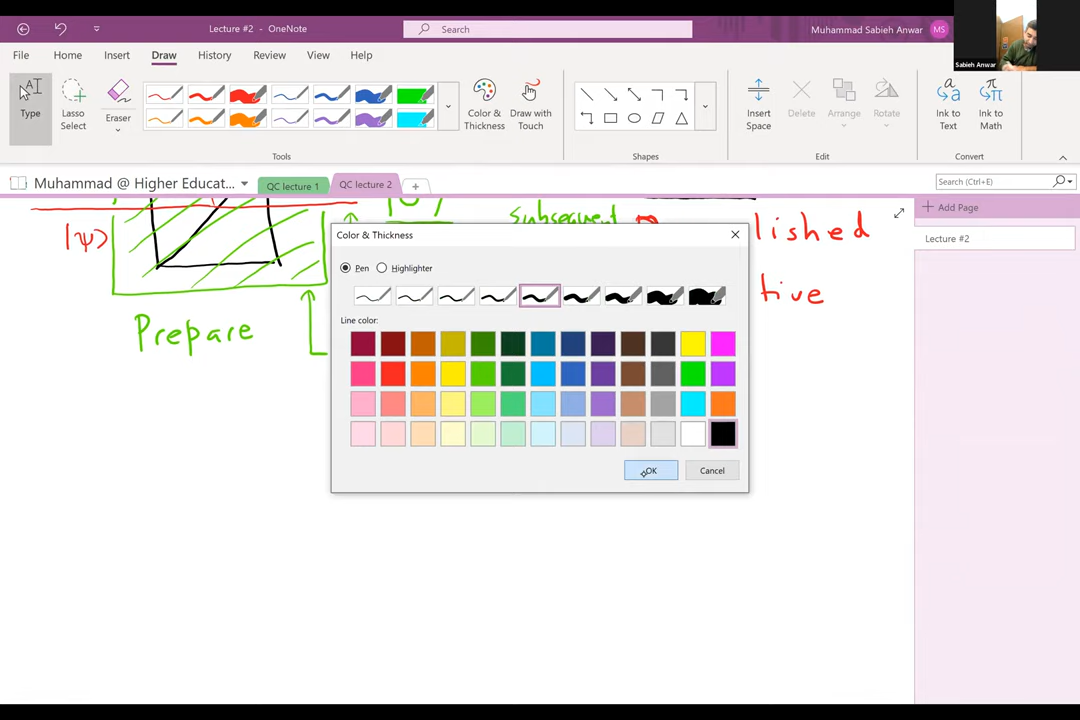 Lecture #2 - OneNote
Search
Muhammad Sabieh Anwar
MS
Sabieh Anwar
File Home Insert Draw History Review View Help
Type
Lasso Select
Eraser
Color & Thickness
Draw with Touch
Insert Space
Delete
Arrange
Rotate
Ink to Text
Ink to Math
Tools
Shapes
Edit
Convert
Muhammad @ Higher Educat...
QC lecture 1
QC lecture 2
Search (Ctrl+E)
Add Page
Lecture #2
|ψ⟩
subsequent
lished
tive
Prepare
Color & Thickness
Pen
Highlighter
Line color:
OK
Cancel